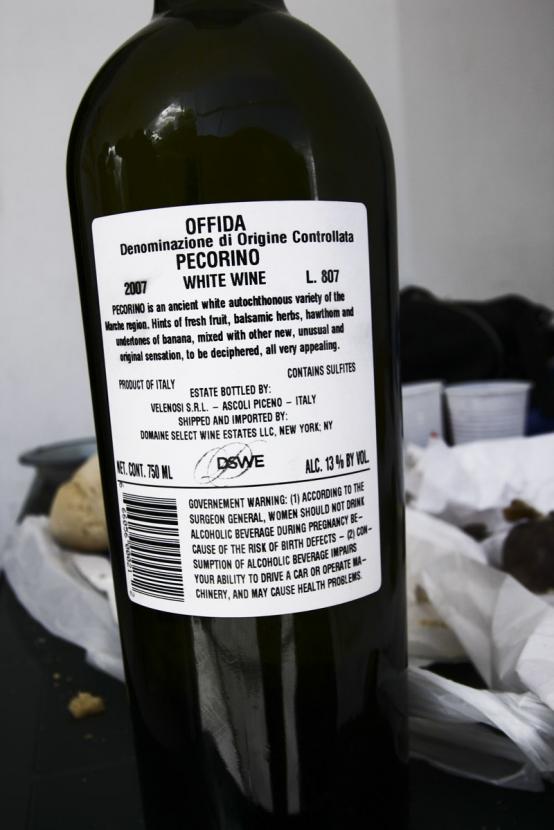 OFFIDA
Denominazione di Origine Controllata
PECORINO
2007 WHITE WINE L. 807
PECORINO is an ancient white autochthonous variety of the
Marche region. Hints of fresh fruit, balsamic herbs, hawthorn and
undertones of banana, mixed with other new, unusual and
original sensation, to be deciphered, all very appealing.
PRODUCT OF ITALY CONTAINS SULFITES
ESTATE BOTTLED BY:
VELENOSI S.R.L. – ASCOLI PICENO – ITALY
SHIPPED AND IMPORTED BY:
DOMAINE SELECT WINE ESTATES LLC, NEW YORK; NY
NET. CONT. 750 ML DSWE ALC. 13 % BY VOL.
GOVERNEMENT WARNING: (1) ACCORDING TO THE
SURGEON GENERAL, WOMEN SHOULD NOT DRINK
ALCOHOLIC BEVERAGE DURING PREGNANCY BE–
CAUSE OF THE RISK OF BIRTH DEFECTS – (2) CON–
SUMPTION OF ALCOHOLIC BEVERAGE IMPAIRS
YOUR ABILITY TO DRIVE A CAR OR OPERATE MA–
CHINERY, AND MAY CAUSE HEALTH PROBLEMS.